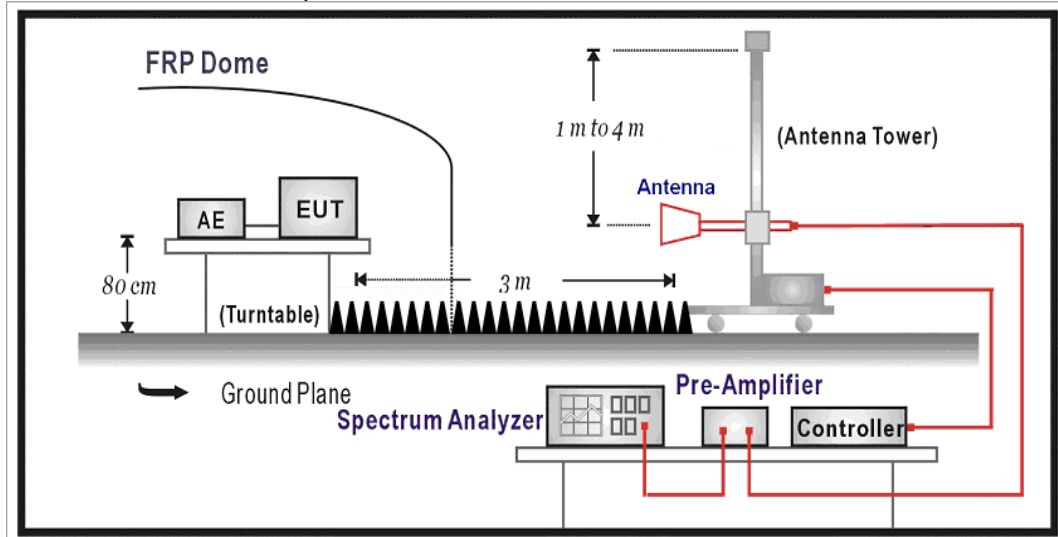 FRP Dome
1 m to 4 m
(Antenna Tower)
Antenna
AE
EUT
80 cm
3 m
(Turntable)
Ground Plane
Pre-Amplifier
Spectrum Analyzer
Controller